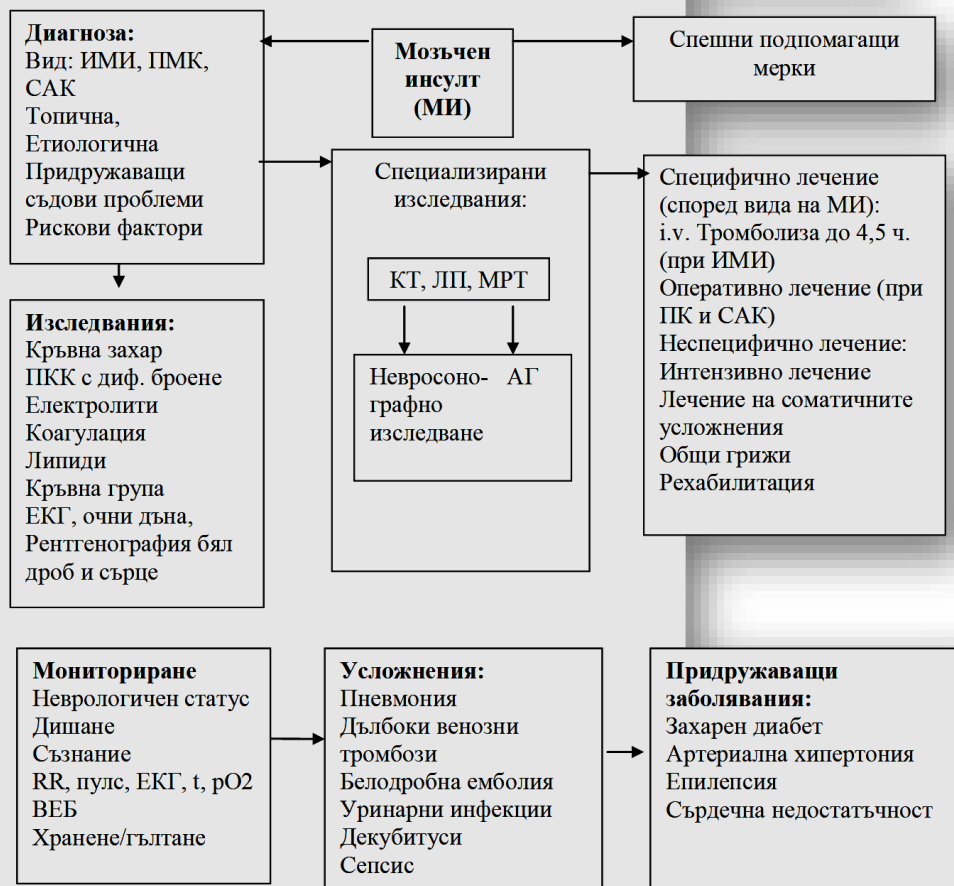 Диагноза:
Вид: ИМИ, ПМК,
САК
Топична,
Етиологична
Придружаващи
съдови проблеми
Рискови фактори
Мозъчен
инсулт
(МИ)
Спешни подпомагащи
мерки
Специализирани
изследвания:
КТ, ЛП, МРТ
Невросоно- АГ
графно
изследване
Специфично лечение
(според вида на МИ):
i.v. Тромболиза до 4,5 ч.
(при ИМИ)
Оперативно лечение (при
ПК и САК)
Неспецифично лечение:
Интензивно лечение
Лечение на соматичните
усложнения
Общи грижи
Рехабилитация
Изследвания:
Кръвна захар
ПКК с диф. броене
Електролити
Коагулация
Липиди
Кръвна група
ЕКГ, очни дъна,
Рентгенография бял
дроб и сърце
Мониториране
Неврологичен статус
Дишане
Съзнание
RR, пулс, ЕКГ, t, pO2
ВЕБ
Хранене/гълтане
Усложнения:
Пневмония
Дълбоки венозни
тромбози
Белодробна емболия
Уринарни инфекции
Декубитуси
Сепсис
Придружаващи
заболявания:
Захарен диабет
Артериална хипертония
Епилепсия
Сърдечна недостатъчност